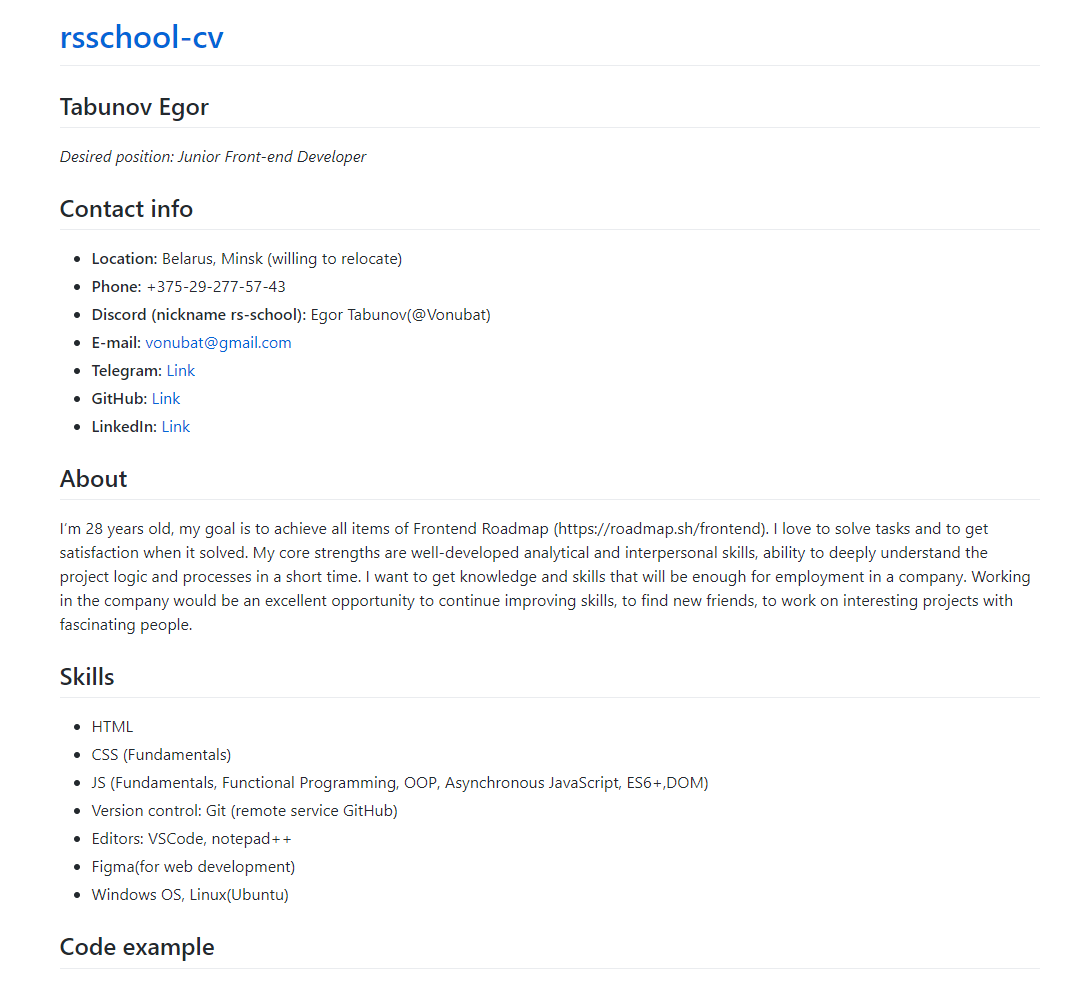 rsschool-cv
Tabunov Egor
Desired position: Junior Front-end Developer
Contact info
Location: Belarus, Minsk (willing to relocate)
Phone: +375-29-277-57-43
Discord (nickname rs-school): Egor Tabunov(@Vonubat)
E-mail: vonubat@gmail.com
Telegram: Link
GitHub: Link
LinkedIn: Link
About
I’m 28 years old, my goal is to achieve all items of Frontend Roadmap (https://roadmap.sh/frontend). I love to solve tasks and to get
satisfaction when it solved. My core strengths are well-developed analytical and interpersonal skills, ability to deeply understand the
project logic and processes in a short time. I want to get knowledge and skills that will be enough for employment in a company. Working
in the company would be an excellent opportunity to continue improving skills, to find new friends, to work on interesting projects with
fascinating people.
Skills
HTML
CSS (Fundamentals)
JS (Fundamentals, Functional Programming, OOP, Asynchronous JavaScript, ES6+,DOM)
Version control: Git (remote service GitHub)
Editors: VSCode, notepad++
Figma(for web development)
Windows OS, Linux(Ubuntu)
Code example